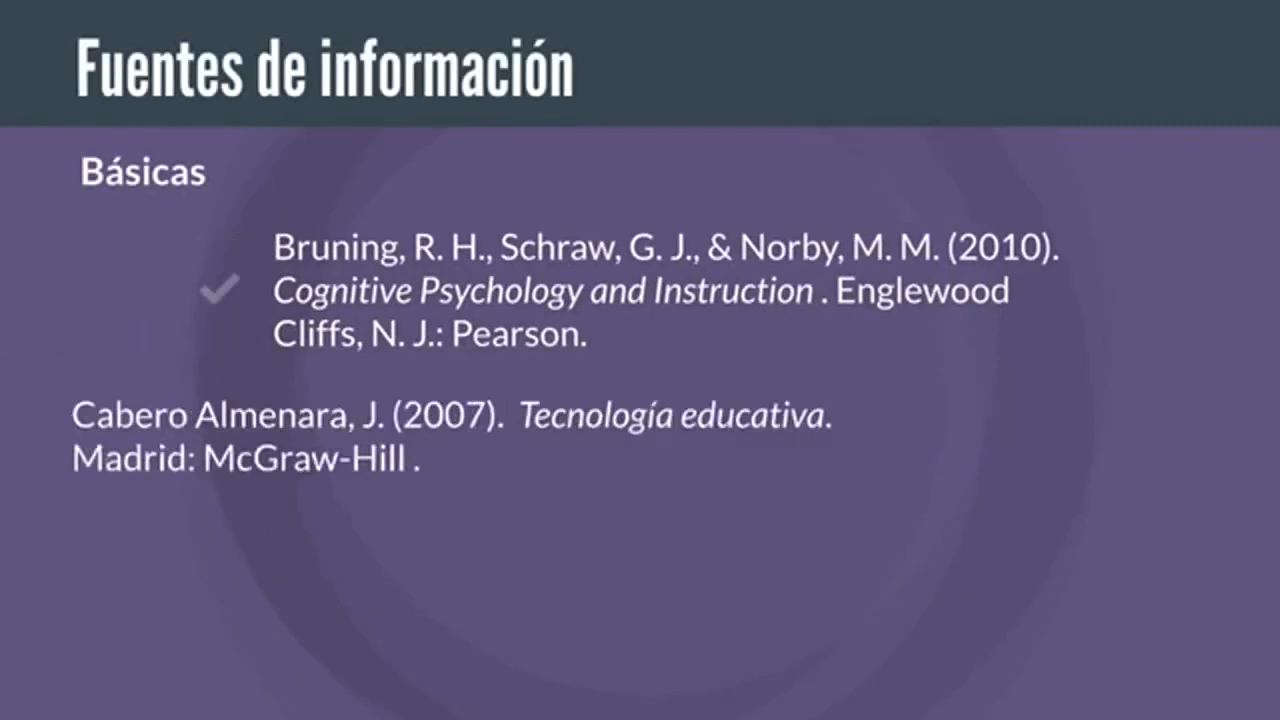 Fuentes de información
Básicas
Bruning, R. H., Schraw, G. J., & Norby, M. M. (2010).
Cognitive Psychology and Instruction . Englewood
Cliffs, N. J.: Pearson.
Cabero Almenara, J. (2007). Tecnología educativa.
Madrid: McGraw-Hill .